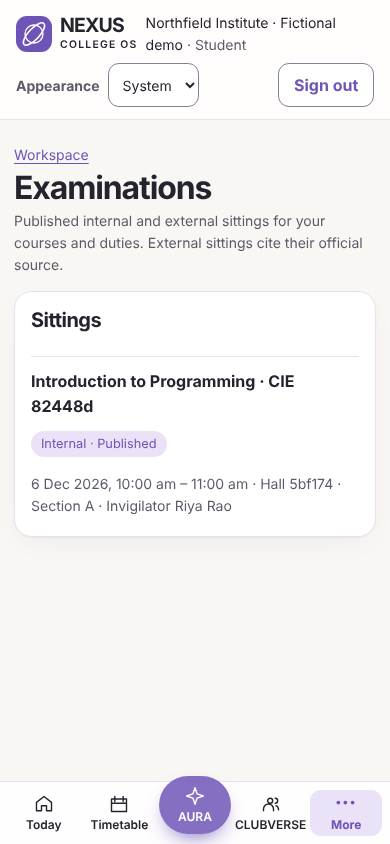 NEXUS
COLLEGE OS
Northfield Institute · Fictional
demo · Student
Appearance
System
Sign out
Workspace
Examinations
Published internal and external sittings for your
courses and duties. External sittings cite their official
source.
Sittings
Introduction to Programming · CIE
82448d
Internal · Published
6 Dec 2026, 10:00 am – 11:00 am · Hall 5bf174 ·
Section A · Invigilator Riya Rao
Today
Timetable
AURA
CLUBVERSE
More